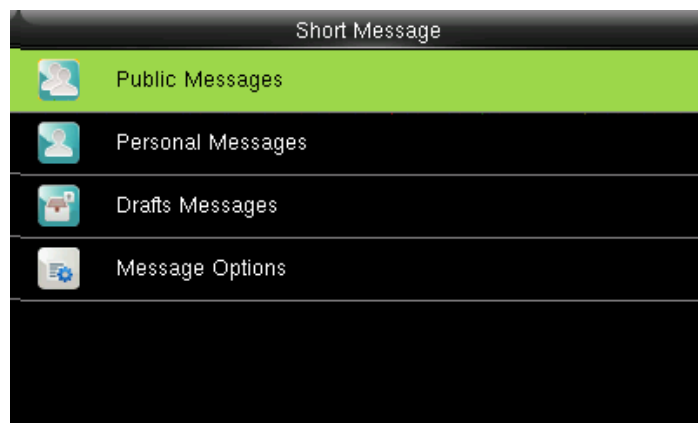 Short Message
Public Messages
Personal Messages
Drafts Messages
Message Options